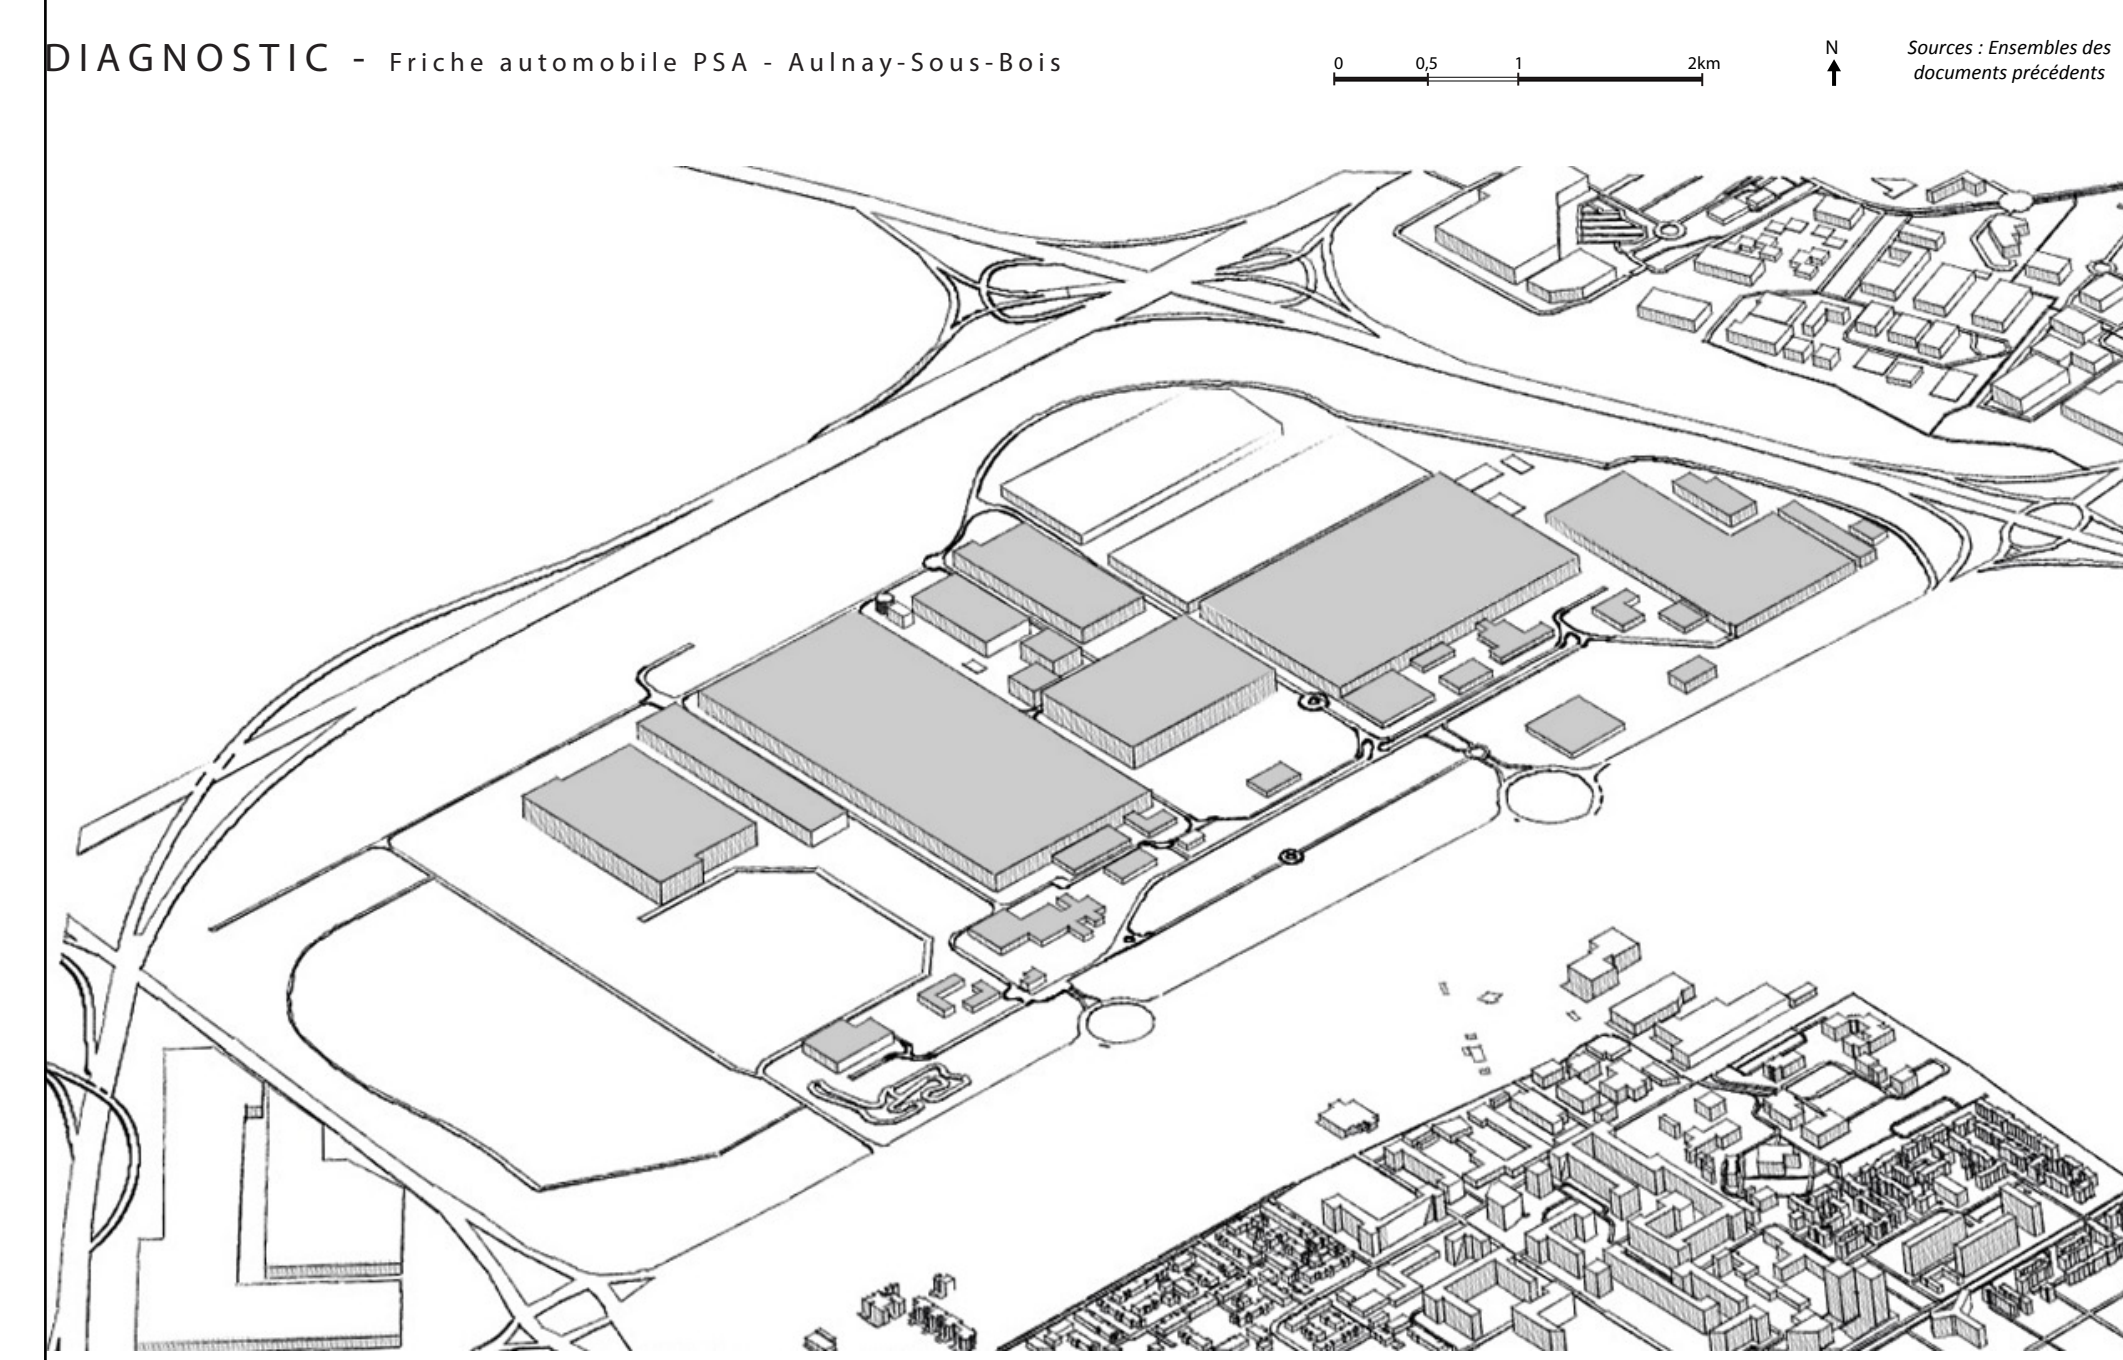 DIAGNOSTIC - Friche automobile PSA - Aulnay-Sous-Bois
0 0,5 1 2km
N
Sources : Ensembles des
documents précédents